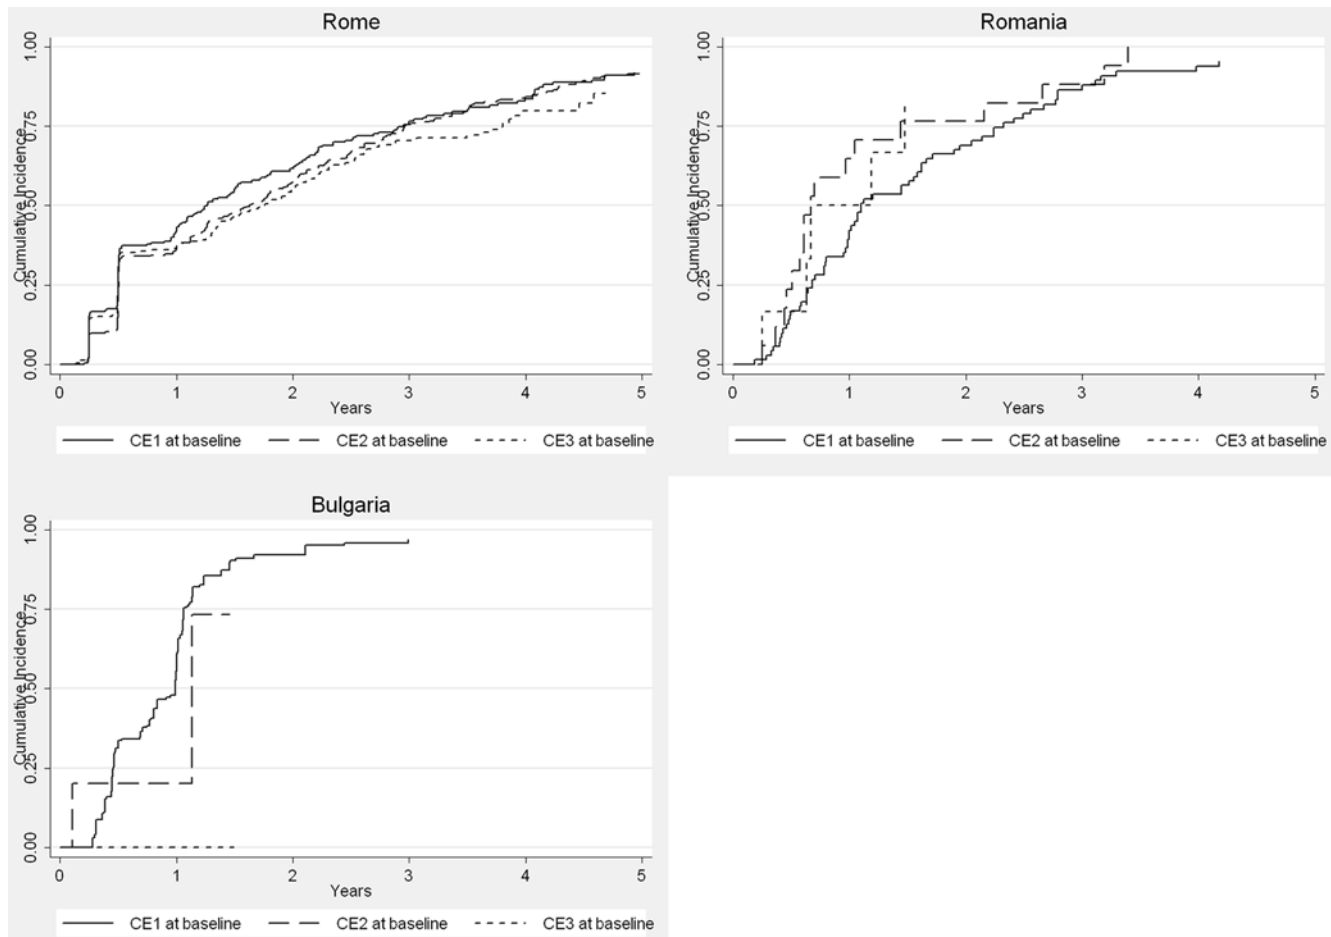 Rome
Cumulative Incidence
0.00 0.25 0.50 0.75 1.00
0 1 2 3 4 5
Years
CE1 at baseline CE2 at baseline CE3 at baseline
Romania
Cumulative Incidence
0.00 0.25 0.50 0.75 1.00
0 1 2 3 4 5
Years
CE1 at baseline CE2 at baseline CE3 at baseline
Bulgaria
Cumulative Incidence
0.00 0.25 0.50 0.75 1.00
0 1 2 3 4 5
Years
CE1 at baseline CE2 at baseline CE3 at baseline